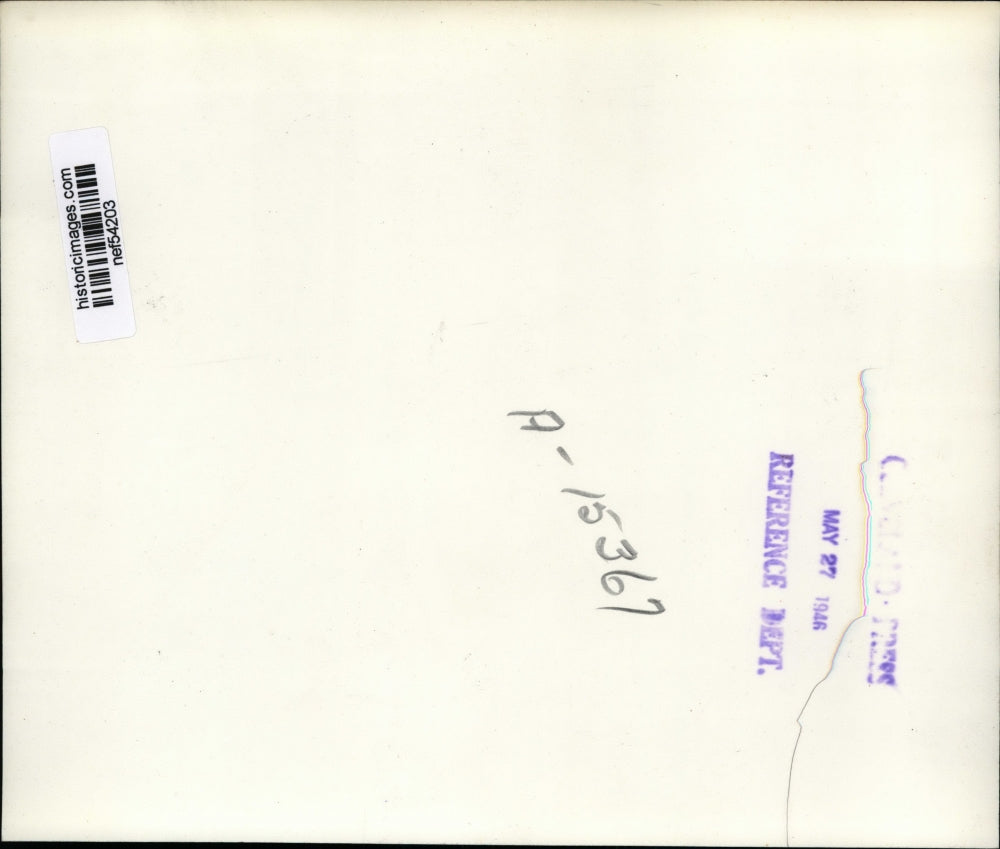 historicimages.com
nef54203
A-15367
MAY 27 1946
REFERENCE DEPT.